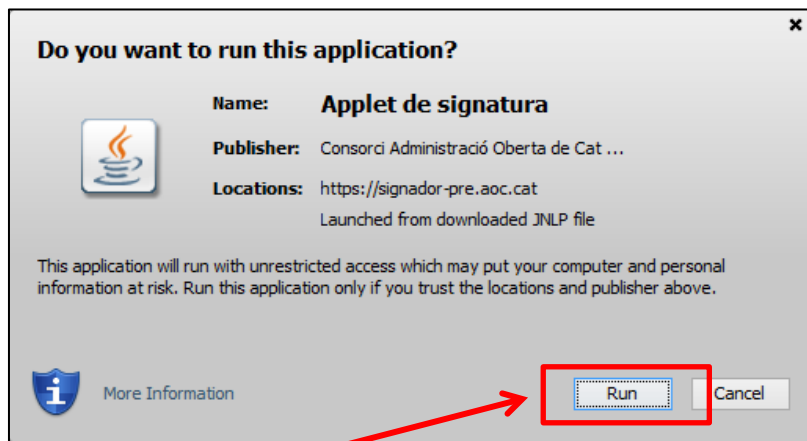 Do you want to run this application?
Name: Applet de signatura
Publisher: Consorci Administració Oberta de Cat ...
Locations: https://signador-pre.aoc.cat
Launched from downloaded JNLP file
This application will run with unrestricted access which may put your computer and personal
information at risk. Run this application only if you trust the locations and publisher above.
More Information
Run
Cancel